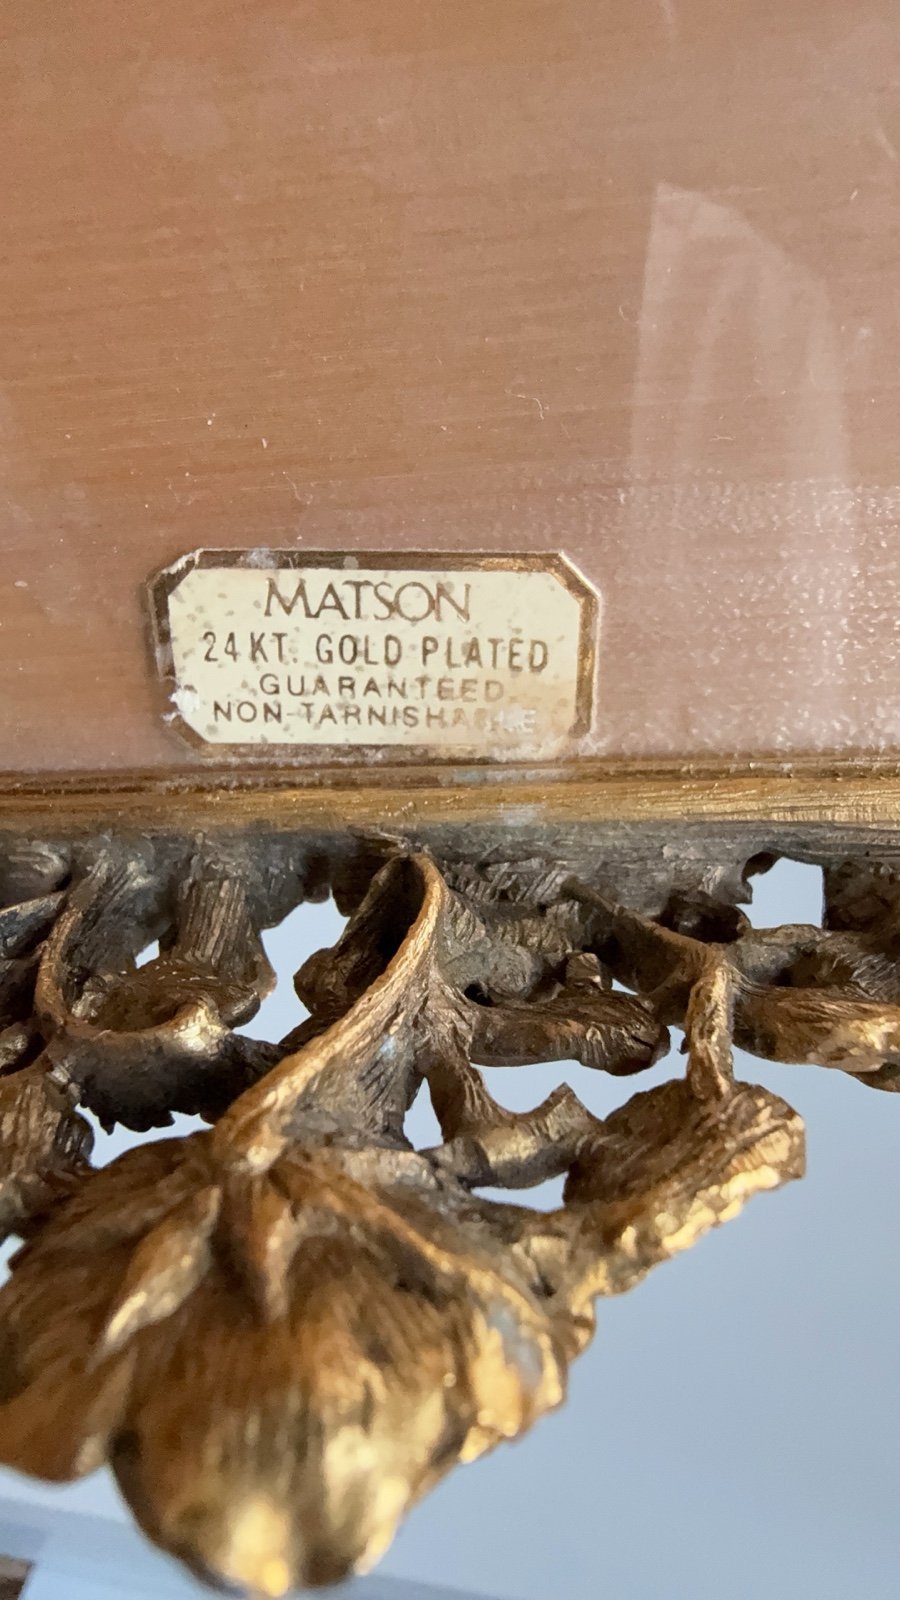 MATSON
24 KT. GOLD PLATED
GUARANTEED
NON-TARNISHABLE